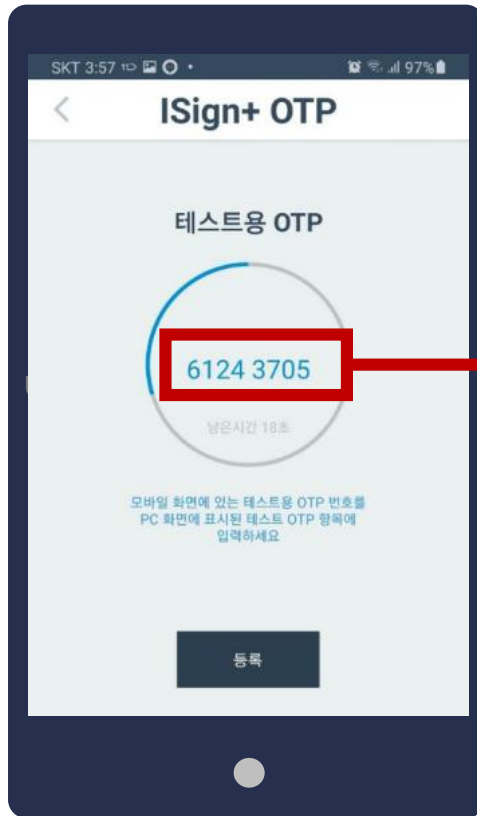 SKT 3:57
97%
ISign+ OTP
테스트용 OTP
6124 3705
남은시간 18초
모바일 화면에 있는 테스트용 OTP 번호를
PC 화면에 표시된 테스트 OTP 항목에
입력하세요
등록